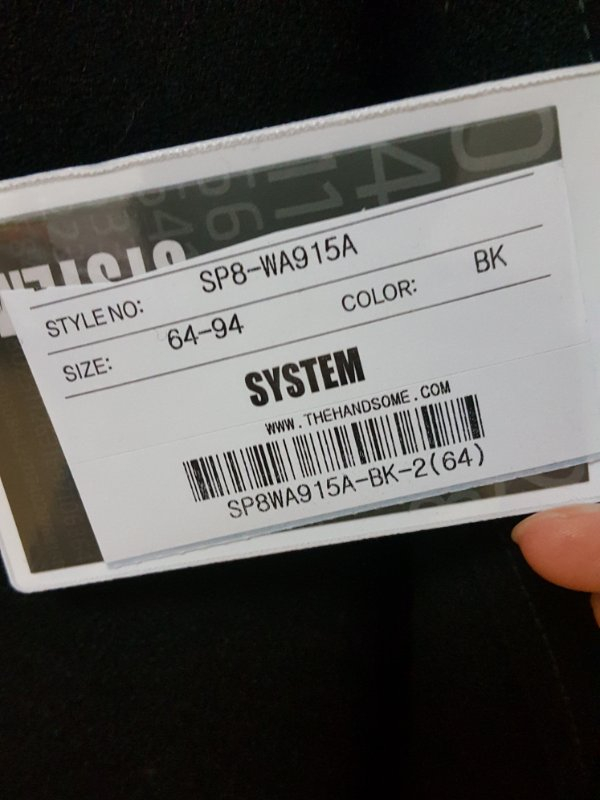 STYLE NO: SP8-WA915A
SIZE: 64-94 COLOR: BK
SYSTEM
WWW.THEHANDSOME.COM
SP8WA915A-BK-2(64)